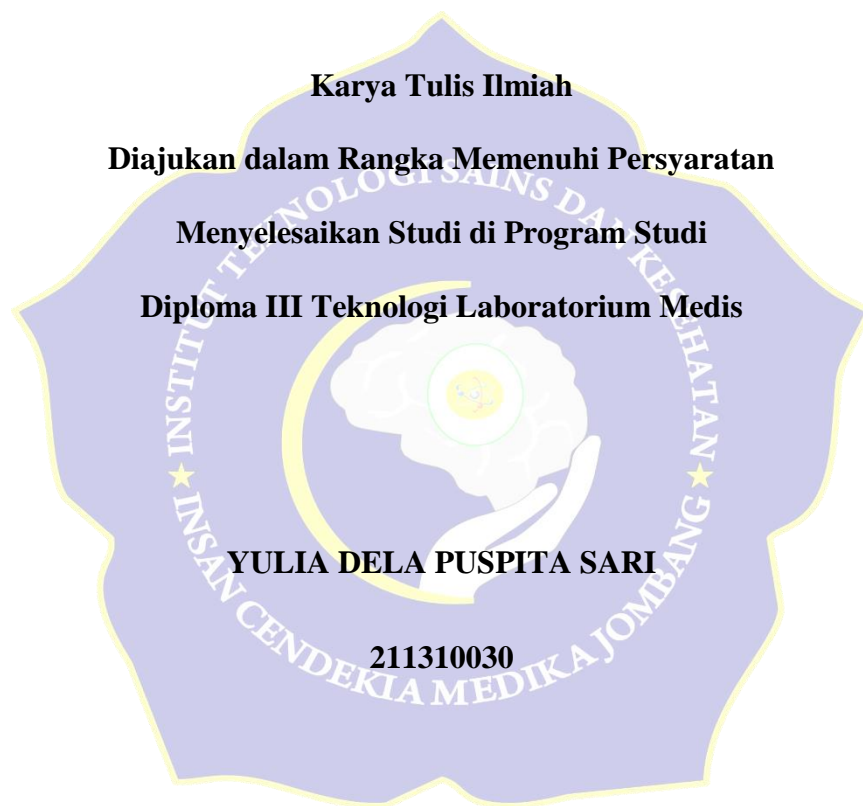 Karya Tulis Ilmiah
Diajukan dalam Rangka Memenuhi Persyaratan
Menyelesaikan Studi di Program Studi
Diploma III Teknologi Laboratorium Medis
INSTITUT TEKNOLOGI SAINS DAN KESEHATAN
INSAN CENDEKIA MEDIKA JOMBANG
YULIA DELA PUSPITA SARI
211310030